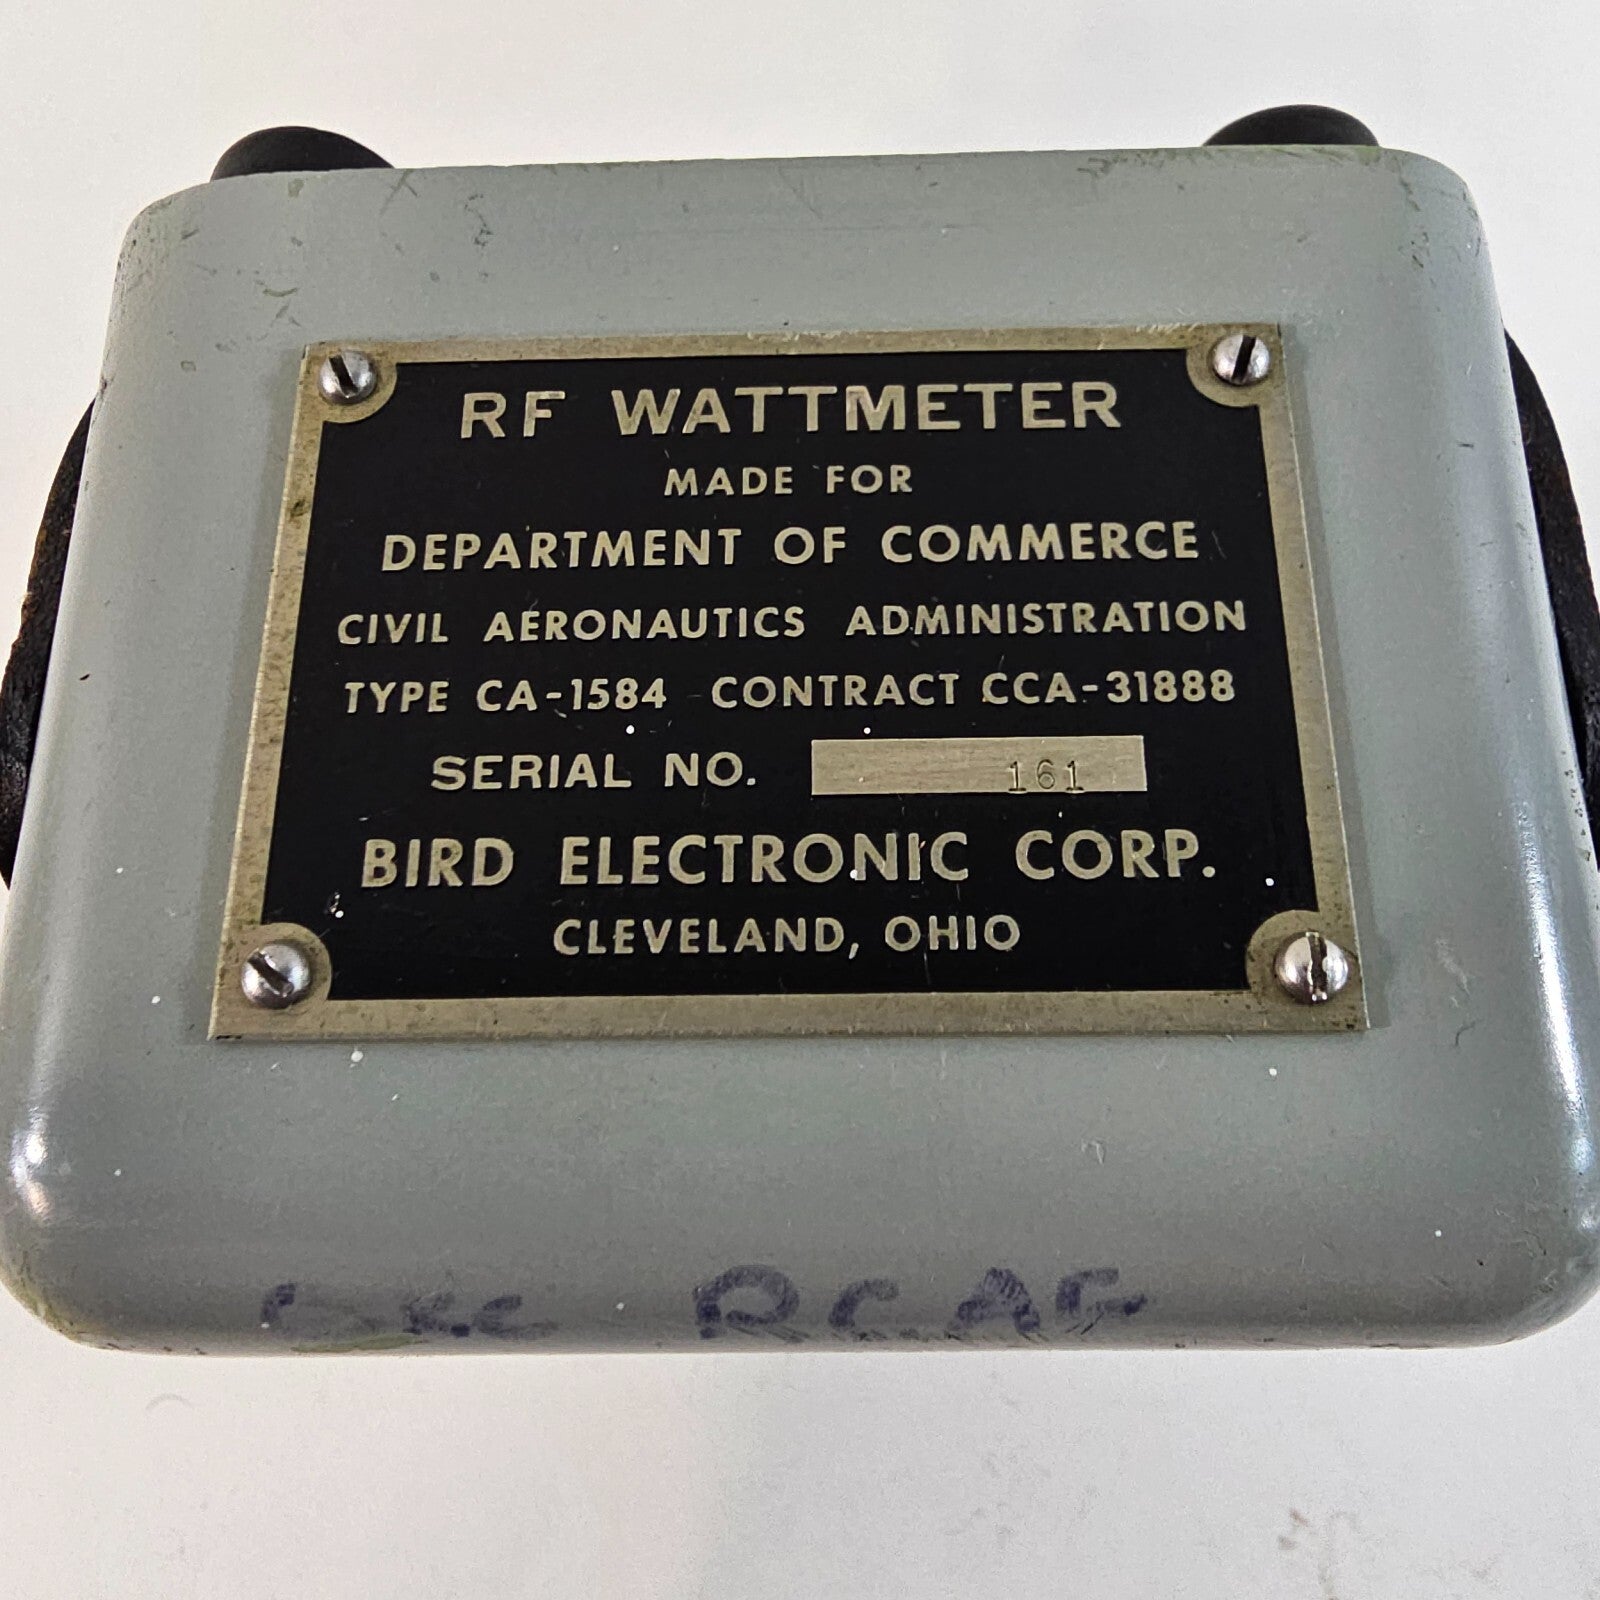 RF WATTMETER
MADE FOR
DEPARTMENT OF COMMERCE
CIVIL AERONAUTICS ADMINISTRATION
TYPE CA-1584 CONTRACT CCA-31888
SERIAL NO. 161
BIRD ELECTRONIC CORP.
CLEVELAND, OHIO
RCAG